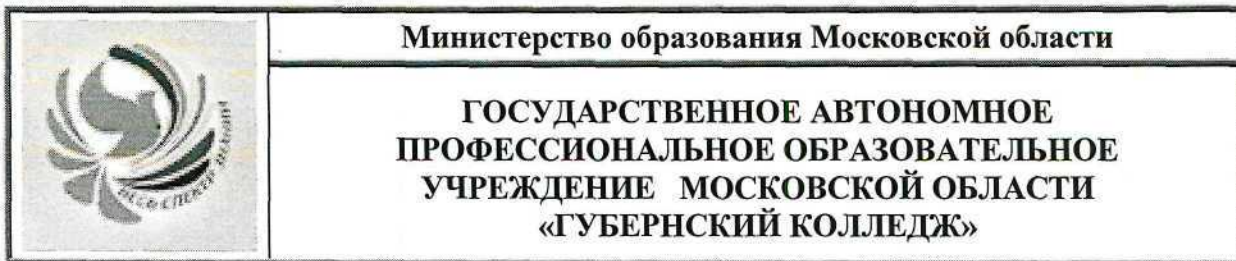 Министерство образования Московской области
ГОСУДАРСТВЕННОЕ АВТОНОМНОЕ
ПРОФЕССИОНАЛЬНОЕ ОБРАЗОВАТЕЛЬНОЕ
УЧРЕЖДЕНИЕ МОСКОВСКОЙ ОБЛАСТИ
«ГУБЕРНСКИЙ КОЛЛЕДЖ»